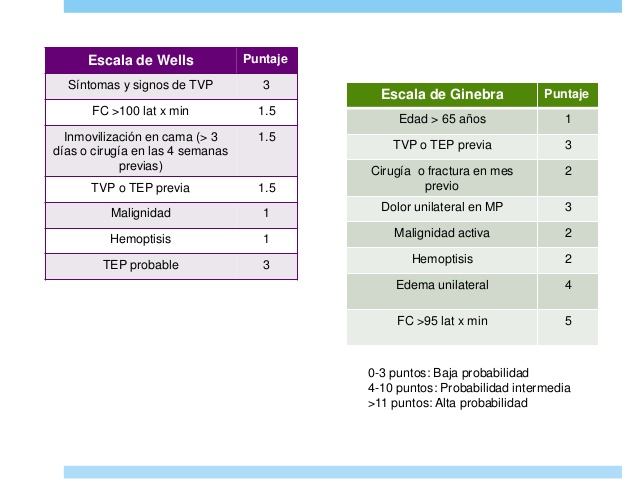 Escala de Wells Puntaje
Síntomas y signos de TVP 3
FC >100 lat x min 1.5
Inmovilización en cama (> 3 1.5
días o cirugía en las 4 semanas
previas)
TVP o TEP previa 1.5
Malignidad 1
Hemoptisis 1
TEP probable 3
Escala de Ginebra Puntaje
Edad > 65 años 1
TVP o TEP previa 3
Cirugía o fractura en mes 2
previo
Dolor unilateral en MP 3
Malignidad activa 2
Hemoptisis 2
Edema unilateral 4
FC >95 lat x min 5
0-3 puntos: Baja probabilidad
4-10 puntos: Probabilidad intermedia
>11 puntos: Alta probabilidad